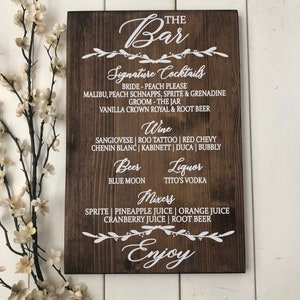 THE
Bar
Signature Cocktails
BRIDE - PEACH PLEASE
MALIBU, PEACH SCHNAPPS, SPRITE & GRENADINE
GROOM - THE JAR
VANILLA CROWN ROYAL & ROOT BEER
Wine
SANGIOVESE | ROO TATTOO | RED CHEVY
CHENIN BLANC | KABINETT | DUCA | BUBBLY
Beer Liquor
BLUE MOON TITO'S VODKA
Mixers
SPRITE | PINEAPPLE JUICE | ORANGE JUICE
CRANBERRY JUICE | ROOT BEER
Enjoy